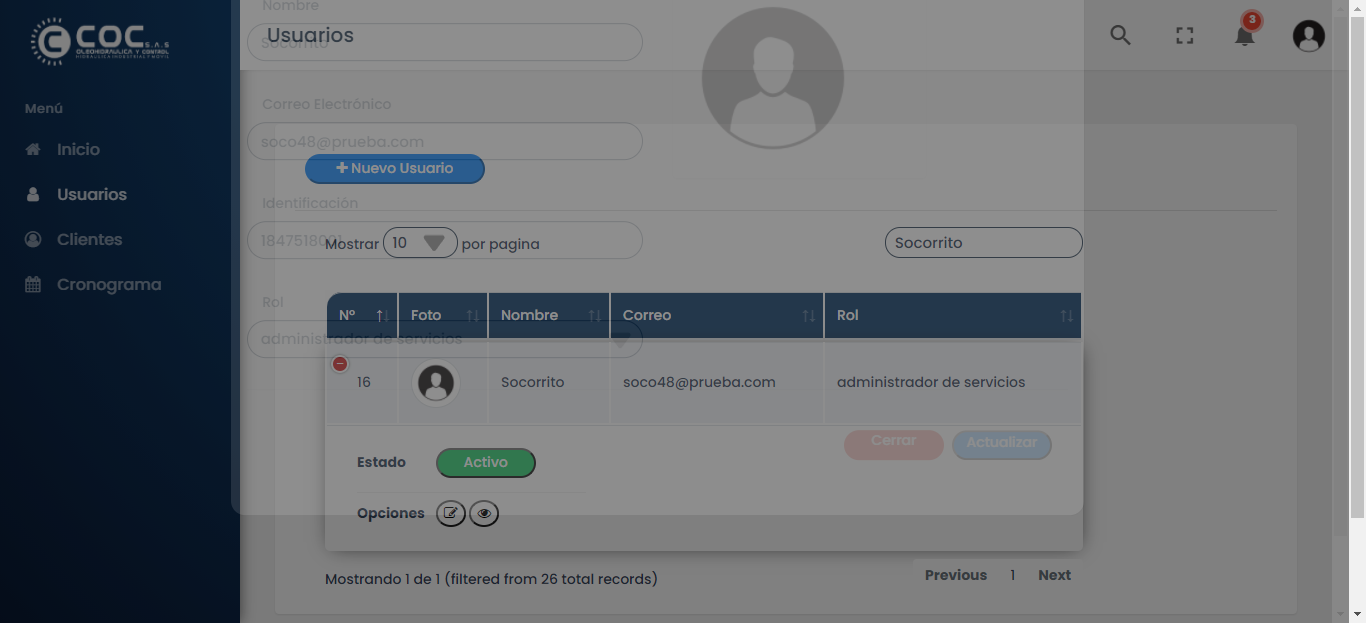 COC S.A.S
OLEOHIDRAULICA Y CONTROL
HIDRAULICA INDUSTRIAL Y MOVIL
Menú
Inicio
Usuarios
Clientes
Cronograma
Nombre
Socorrito
Usuarios
3
Correo Electrónico
soco48@prueba.com
Nuevo Usuario
Identificación
Mostrar 10 por pagina
Socorrito
Rol
administrador de servicios
Nº Foto Nombre Correo Rol
16 Socorrito soco48@prueba.com administrador de servicios
Cerrar Actualizar
Estado Activo
Opciones
Mostrando 1 de 1 (filtered from 26 total records)
Previous 1 Next